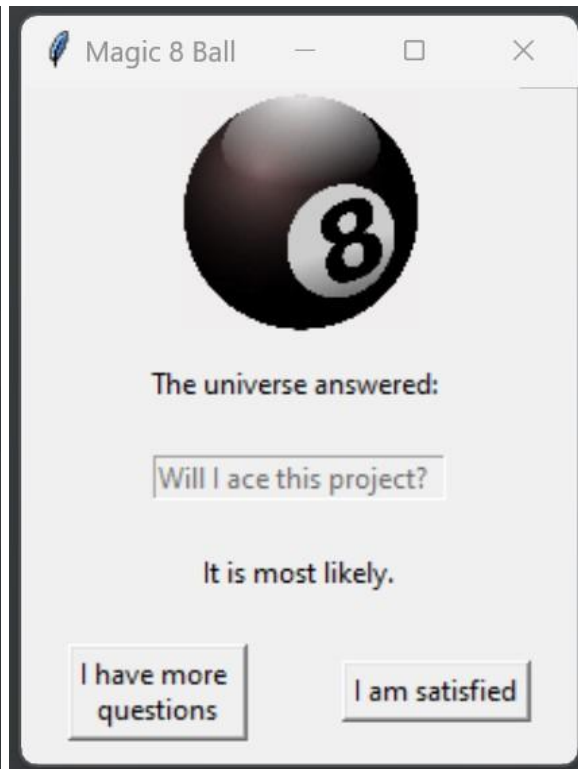 Magic 8 Ball
8
The universe answered:
Will I ace this project?
It is most likely.
I have more
questions
I am satisfied